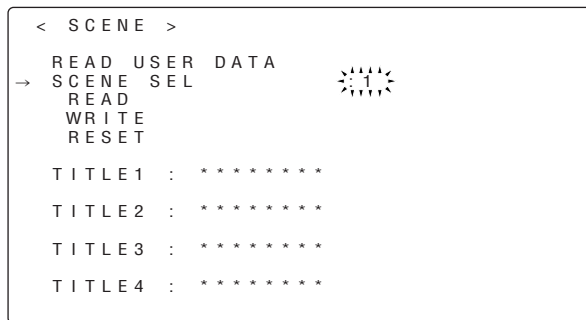 < SCENE >
READ USER DATA
→ SCENE SEL :1
READ
WRITE
RESET
TITLE1 : ********
TITLE2 : ********
TITLE3 : ********
TITLE4 : ********